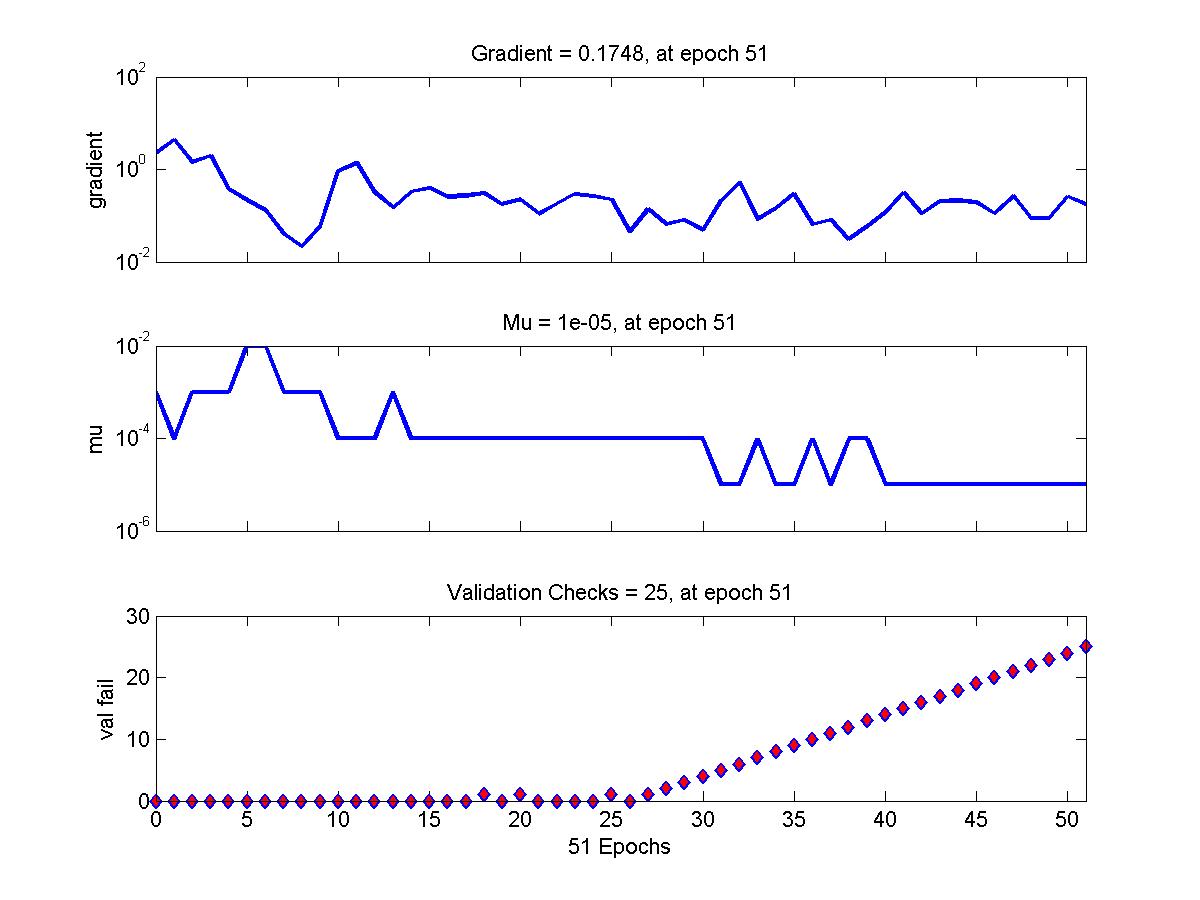 Gradient = 0.1748, at epoch 51
10^2
10^0
10^-2
gradient
Mu = 1e-05, at epoch 51
10^-2
10^-4
10^-6
mu
Validation Checks = 25, at epoch 51
30
20
10
0
val fail
0 5 10 15 20 25 30 35 40 45 50
51 Epochs